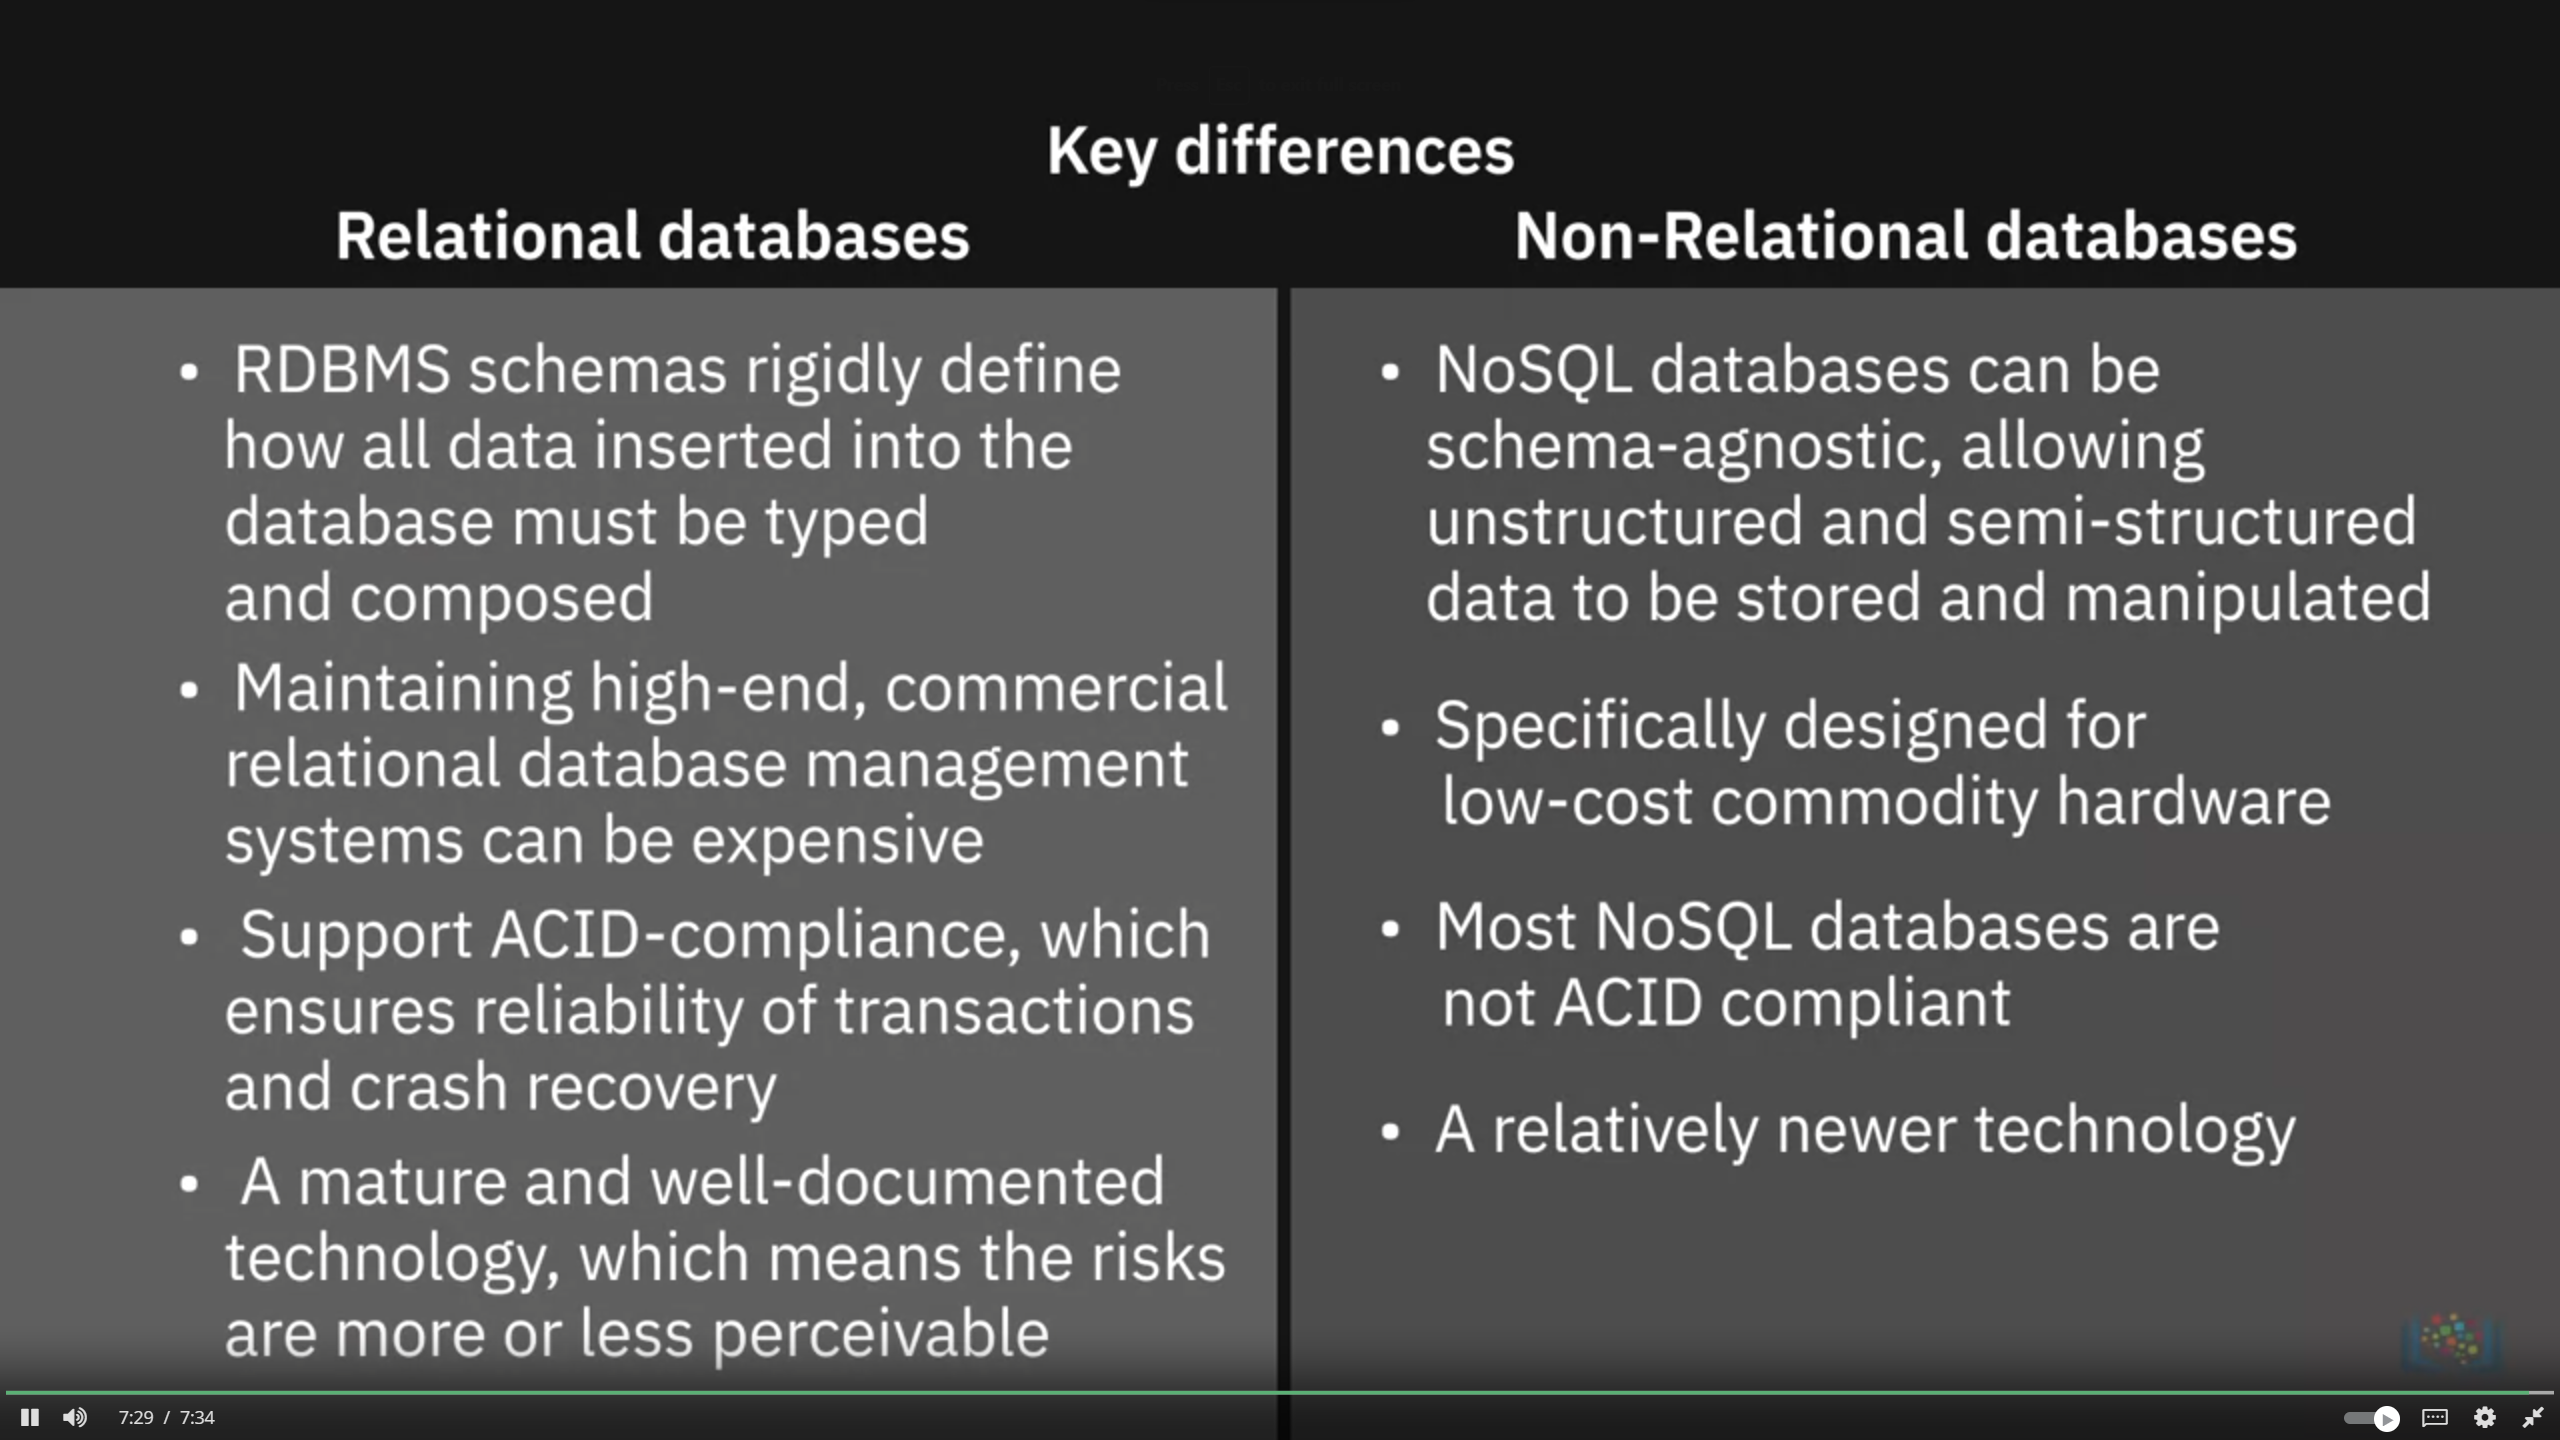 Key differences
Relational databases
• RDBMS schemas rigidly define
how all data inserted into the
database must be typed
and composed
• Maintaining high-end, commercial
relational database management
systems can be expensive
• Support ACID-compliance, which
ensures reliability of transactions
and crash recovery
• A mature and well-documented
technology, which means the risks
are more or less perceivable
Non-Relational databases
• NoSQL databases can be
schema-agnostic, allowing
unstructured and semi-structured
data to be stored and manipulated
• Specifically designed for
low-cost commodity hardware
• Most NoSQL databases are
not ACID compliant
• A relatively newer technology
7:29 / 7:34